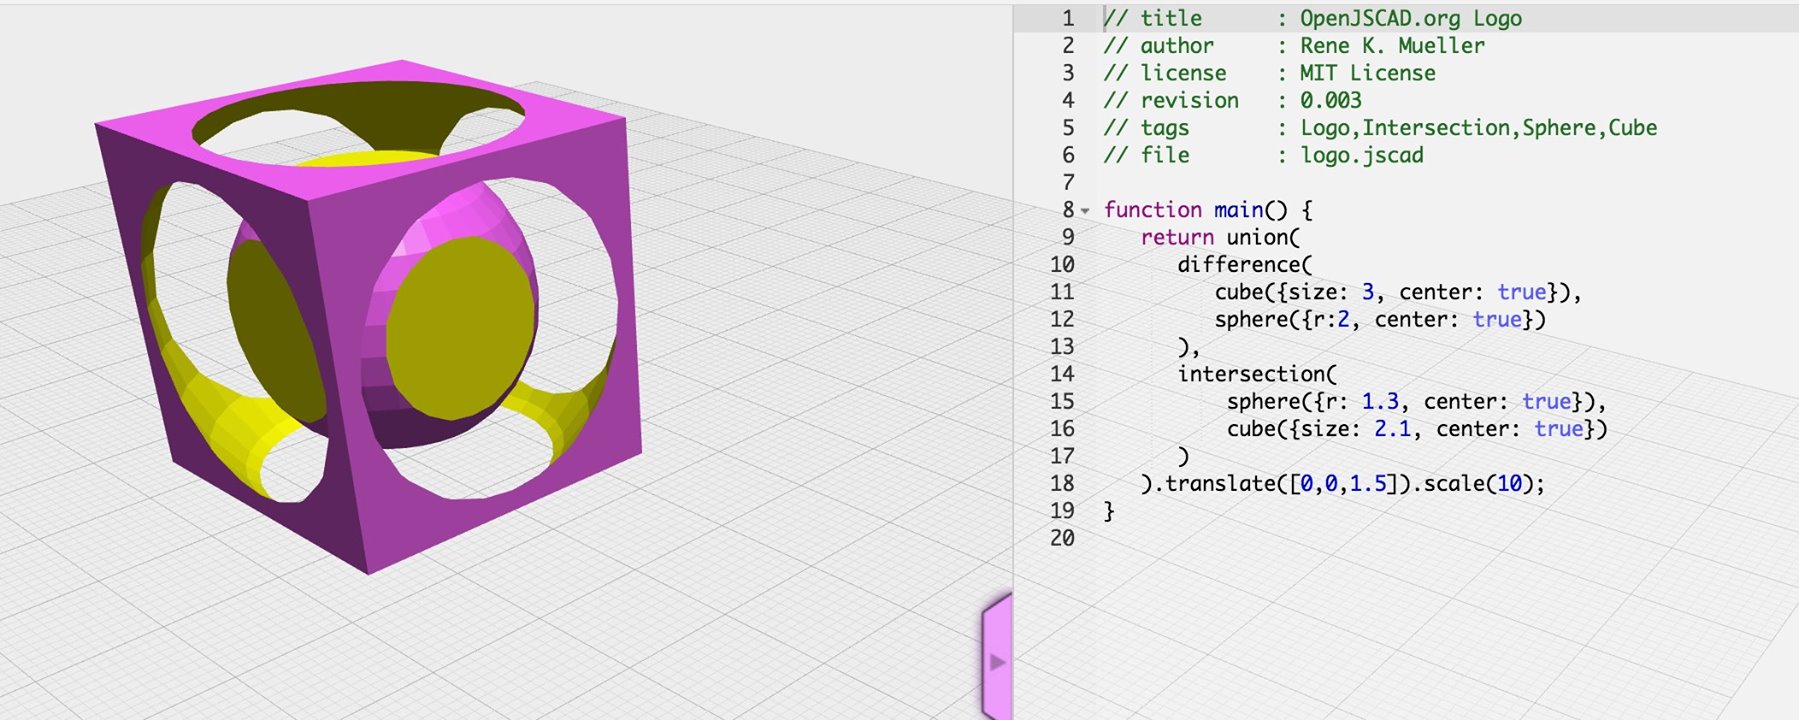 1 // title      : OpenJSCAD.org Logo
2 // author     : Rene K. Mueller
3 // license    : MIT License
4 // revision   : 0.003
5 // tags       : Logo,Intersection,Sphere,Cube
6 // file       : logo.jscad
7
8 function main() {
9    return union(
10       difference(
11          cube({size: 3, center: true}),
12          sphere({r:2, center: true})
13       ),
14       intersection(
15           sphere({r: 1.3, center: true}),
16           cube({size: 2.1, center: true})
17       )
18    ).translate([0,0,1.5]).scale(10);
19 }
20